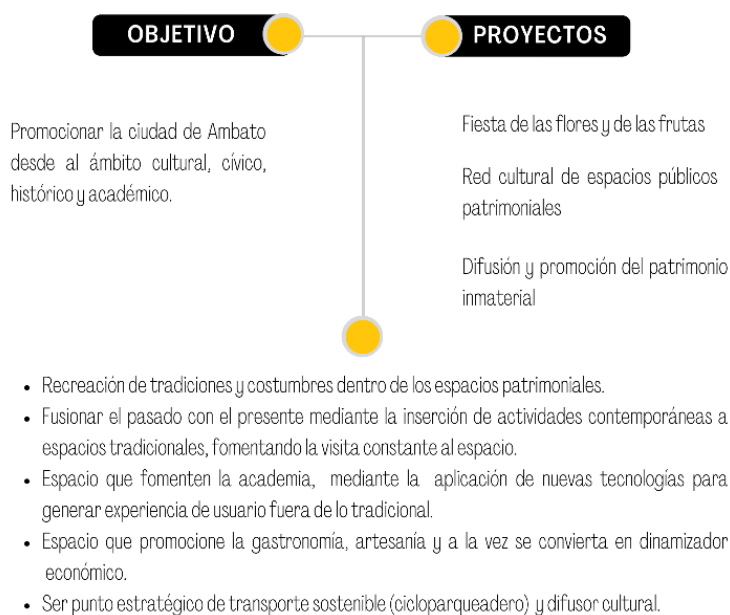 OBJETIVO
PROYECTOS
Promocionar la ciudad de Ambato
desde al ámbito cultural, cívico,
histórico y académico.
Fiesta de las flores y de las frutas
Red cultural de espacios públicos
patrimoniales
Difusión y promoción del patrimonio
inmaterial
• Recreación de tradiciones y costumbres dentro de los espacios patrimoniales.
• Fusionar el pasado con el presente mediante la inserción de actividades contemporáneas a
espacios tradicionales, fomentando la visita constante al espacio.
• Espacio que fomenten la academia, mediante la aplicación de nuevas tecnologías para
generar experiencia de usuario fuera de lo tradicional.
• Espacio que promocione la gastronomía, artesanía y a la vez se convierta en dinamizador
económico.
• Ser punto estratégico de transporte sostenible (cicloparqueadero) y difusor cultural.